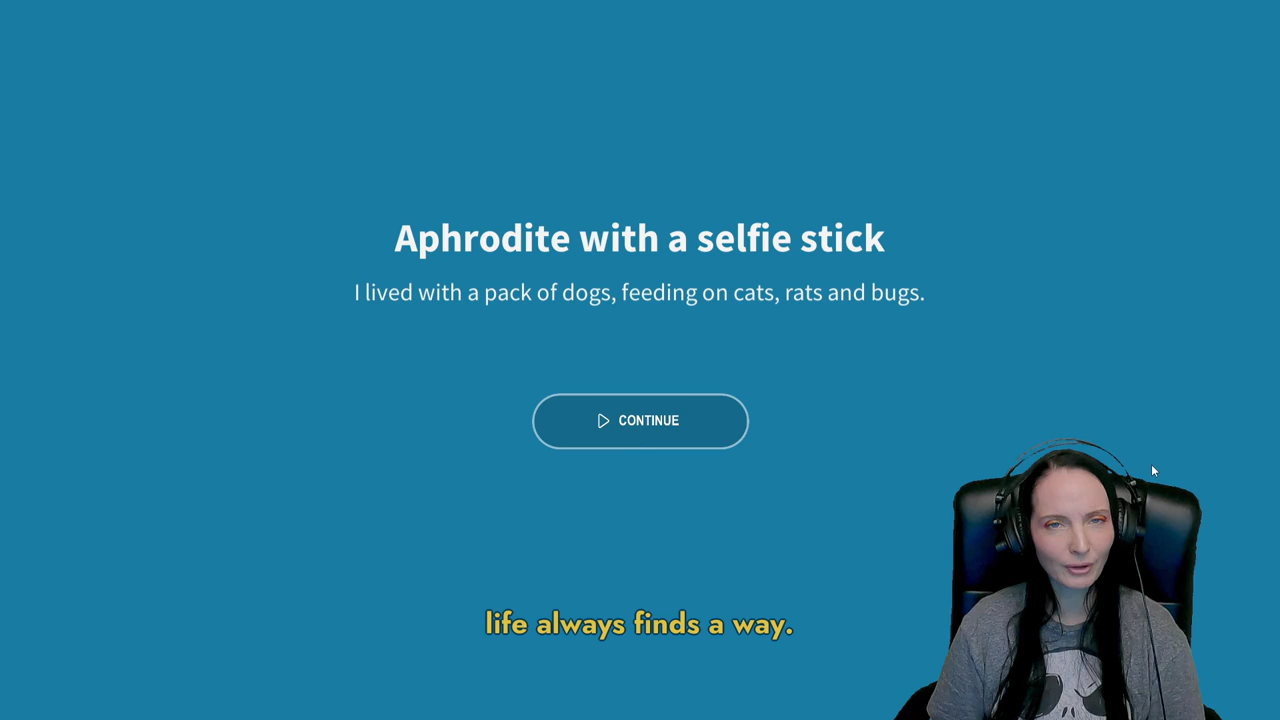 Aphrodite with a selfie stick
I lived with a pack of dogs, feeding on cats, rats and bugs.
CONTINUE
life always finds a way.